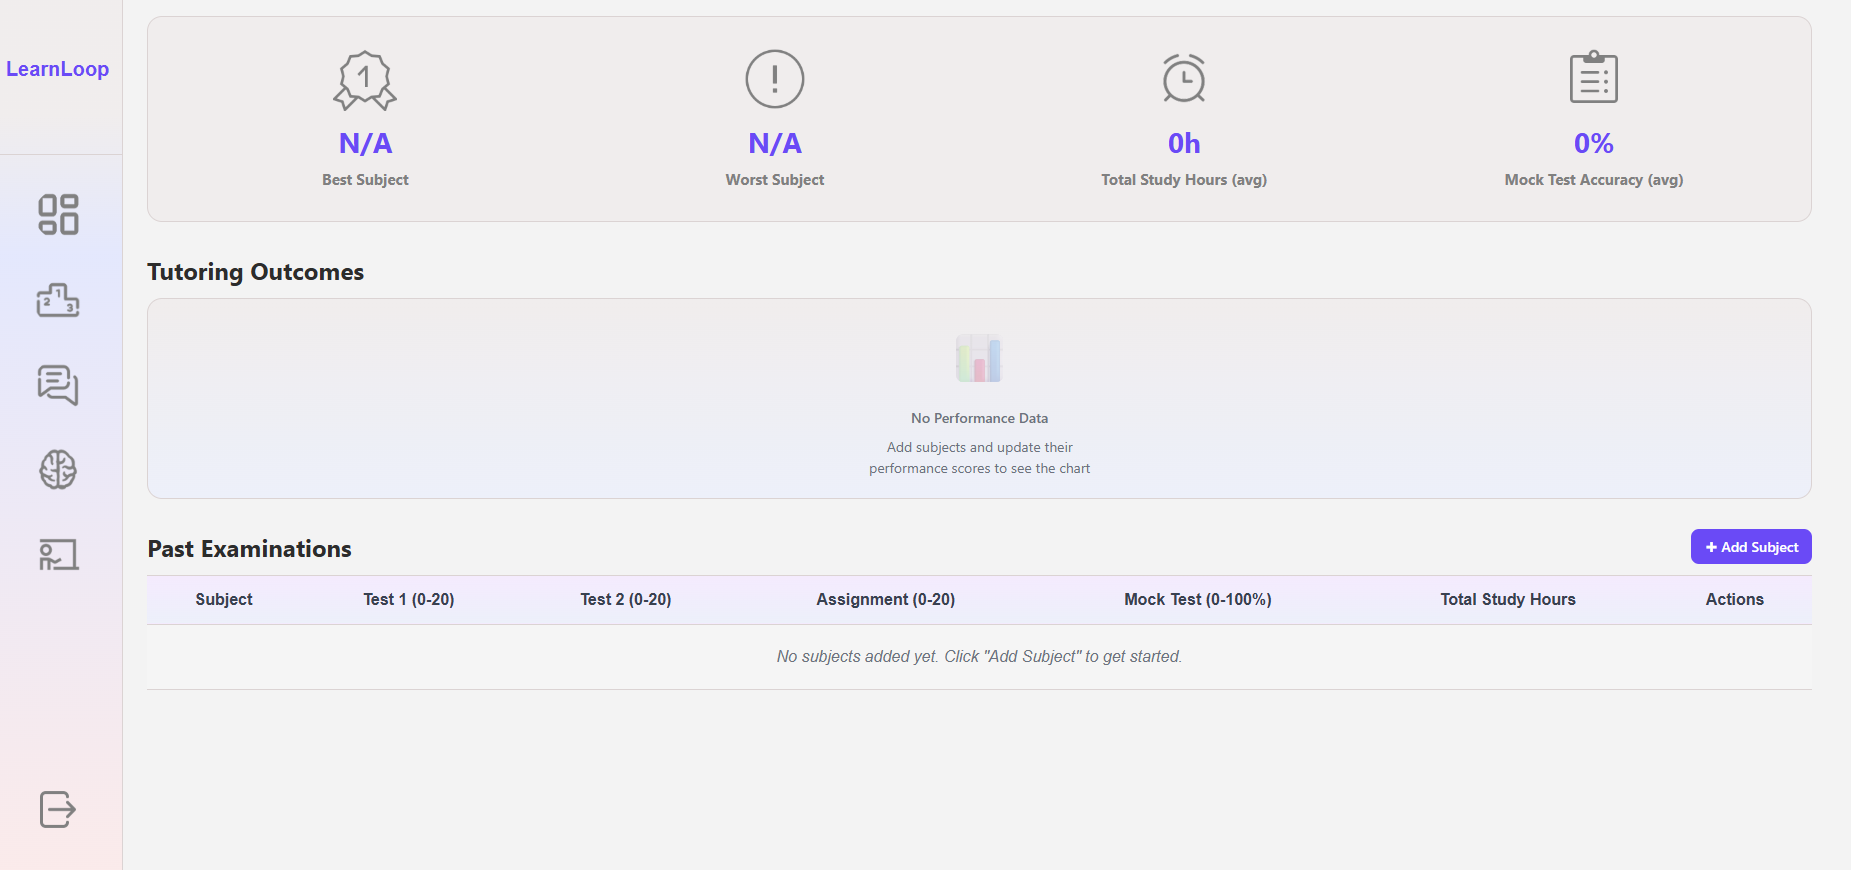 LearnLoop
1
N/A
Best Subject
!
N/A
Worst Subject
0h
Total Study Hours (avg)
0%
Mock Test Accuracy (avg)
2 1 3
Tutoring Outcomes
No Performance Data
Add subjects and update their
performance scores to see the chart
Past Examinations
+ Add Subject
Subject Test 1 (0-20) Test 2 (0-20) Assignment (0-20) Mock Test (0-100%) Total Study Hours Actions
No subjects added yet. Click "Add Subject" to get started.